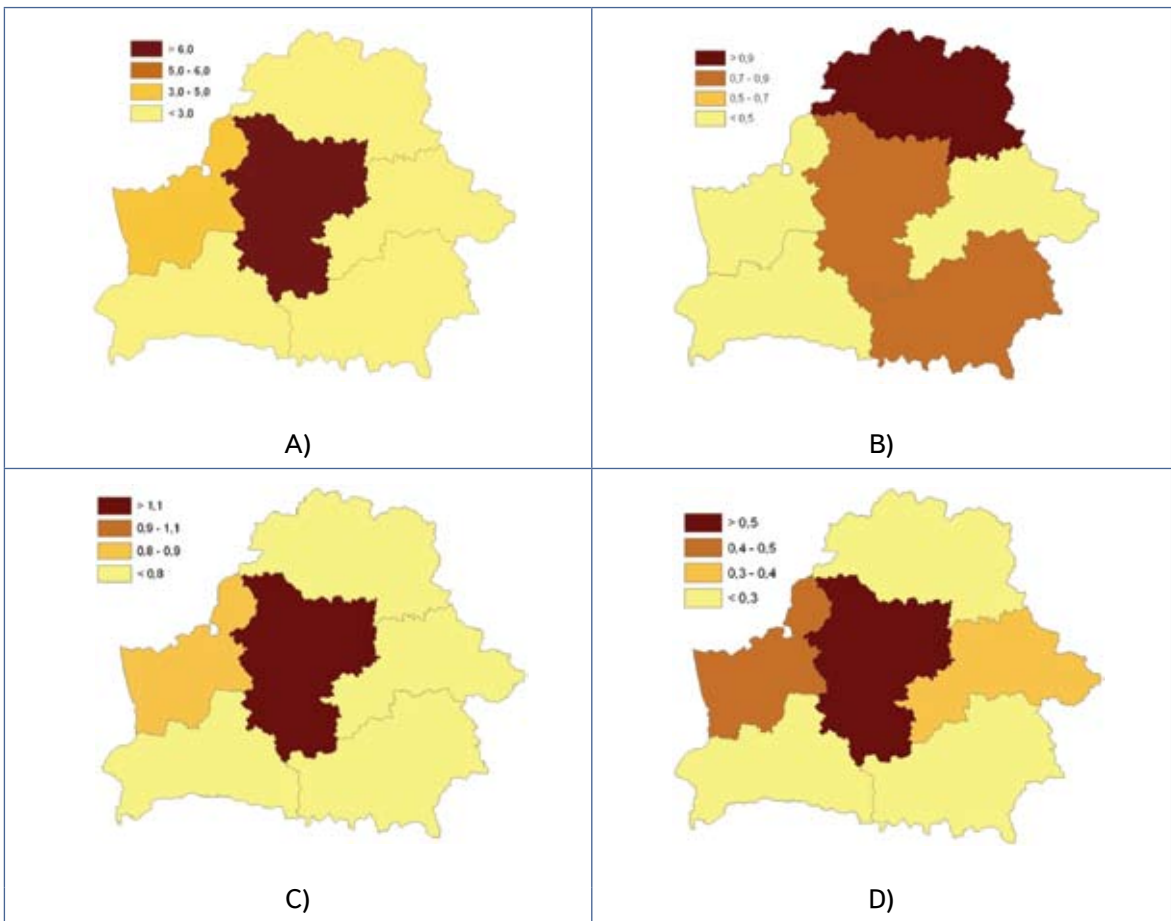 > 6.0
5.0 - 6.0
3.0 - 5.0
< 3.0
A)
> 0,9
0,7 - 0,9
0,5 - 0,7
< 0,5
B)
> 1,1
0,9 - 1,1
0,8 - 0,9
< 0,8
C)
> 0,5
0,4 - 0,5
0,3 - 0,4
< 0,3
D)